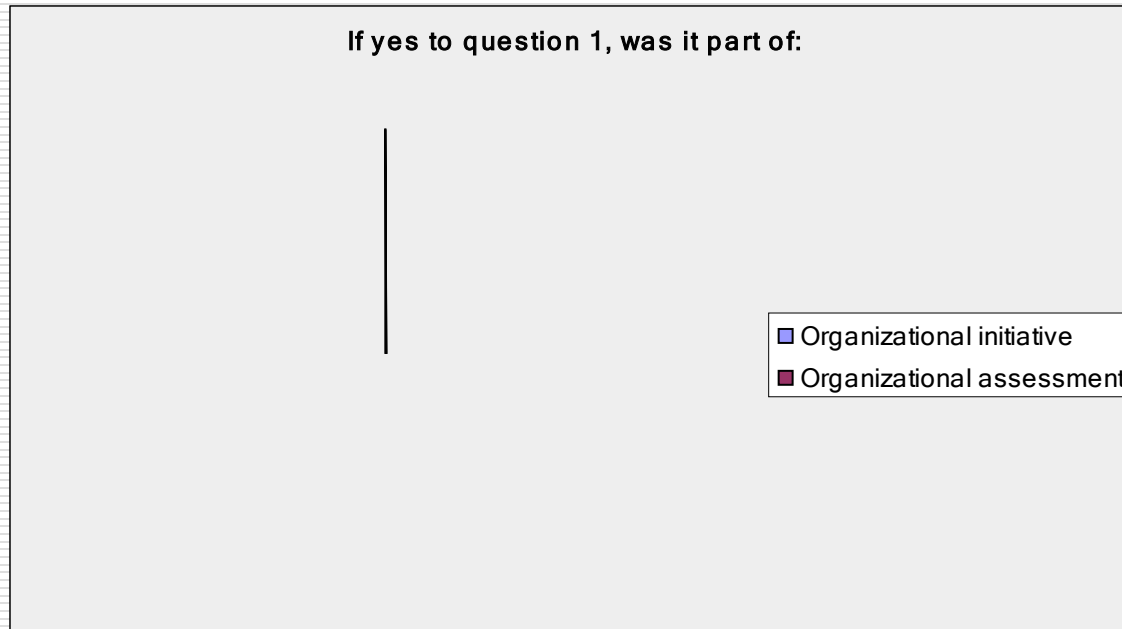 If yes to question 1, was it part of:
Organizational initiative
Organizational assessment